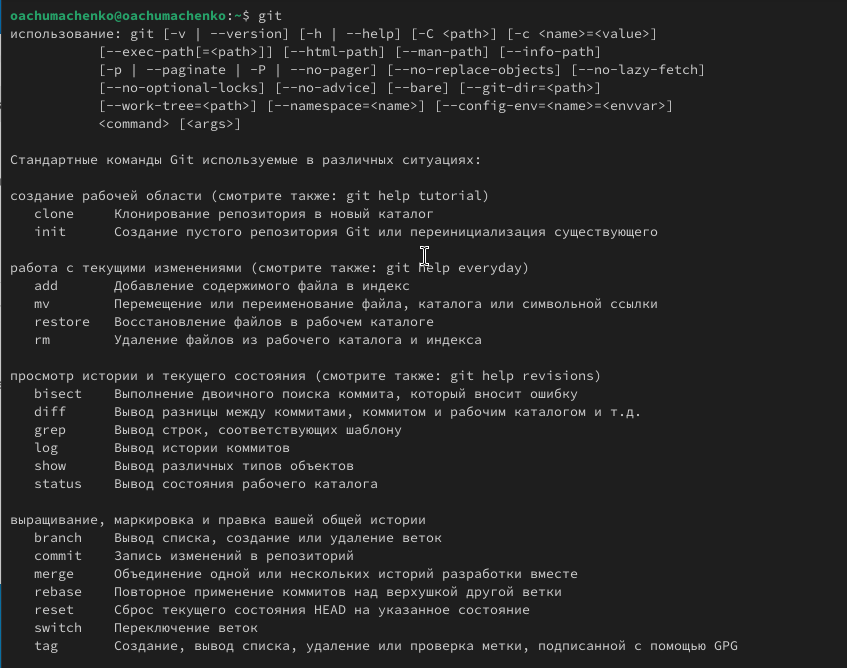 oachumachenko@oachumachenko:~$ git
использование: git [-v | --version] [-h | --help] [-C <path>] [-c <name>=<value>]
[--exec-path[=<path>]] [--html-path] [--man-path] [--info-path]
[-p | --paginate | -P | --no-pager] [--no-replace-objects] [--no-lazy-fetch]
[--no-optional-locks] [--no-advice] [--bare] [--git-dir=<path>]
[--work-tree=<path>] [--namespace=<name>] [--config-env=<name>=<envvar>]
<command> [<args>]
Стандартные команды Git используемые в различных ситуациях:
создание рабочей области (смотрите также: git help tutorial)
clone Клонирование репозитория в новый каталог
init Создание пустого репозитория Git или переинициализация существующего
работа с текущими изменениями (смотрите также: git help everyday)
add Добавление содержимого файла в индекс
mv Перемещение или переименование файла, каталога или символьной ссылки
restore Восстановление файлов в рабочем каталоге
rm Удаление файлов из рабочего каталога и индекса
просмотр истории и текущего состояния (смотрите также: git help revisions)
bisect Выполнение двоичного поиска коммита, который вносит ошибку
diff Вывод разницы между коммитами, коммитом и рабочим каталогом и т.д.
grep Вывод строк, соответствующих шаблону
log Вывод истории коммитов
show Вывод различных типов объектов
status Вывод состояния рабочего каталога
выращивание, маркировка и правка вашей общей истории
branch Вывод списка, создание или удаление веток
commit Запись изменений в репозиторий
merge Объединение одной или нескольких историй разработки вместе
rebase Повторное применение коммитов над верхушкой другой ветки
reset Сброс текущего состояния HEAD на указанное состояние
switch Переключение веток
tag Создание, вывод списка, удаление или проверка метки, подписанной с помощью GPG